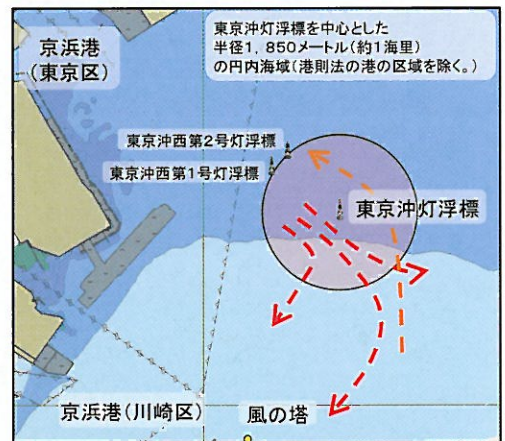 京浜港
(東京区)
東京沖灯浮標を中心とした
半径1,850メートル(約1海里)
の円内海域(港則法の港の区域を除く。)
東京沖西第2号灯浮標
東京沖西第1号灯浮標
東京沖灯浮標
京浜港(川崎区)
風の塔